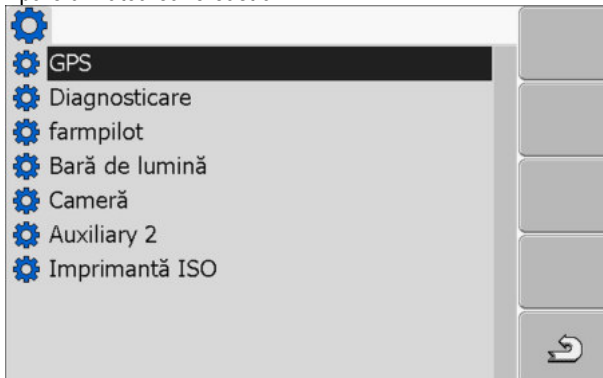 GPS
Diagnosticare
farmpilot
Bară de lumină
Cameră
Auxiliary 2
Imprimantă ISO